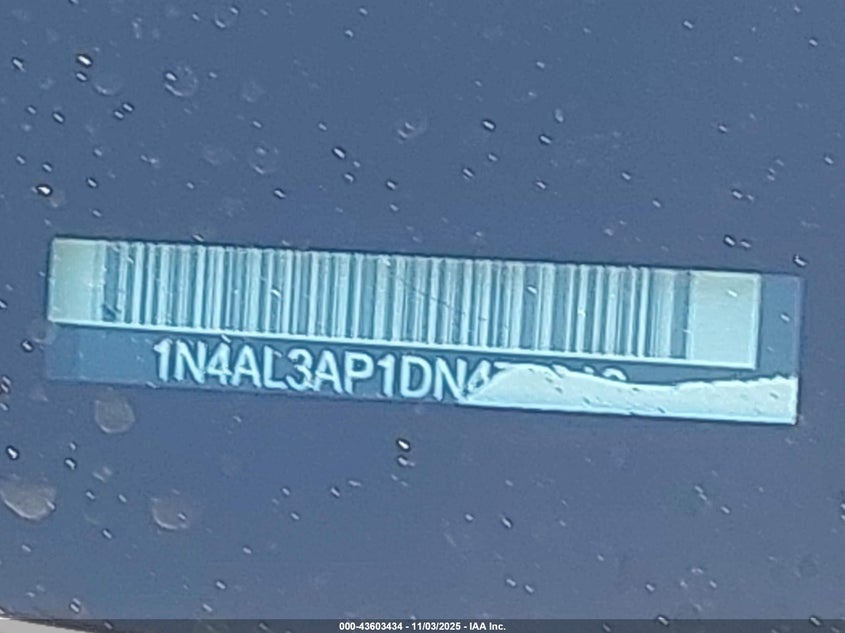 1N4AL3AP1DN4
000-43603434 - 11/03/2025 - IAA Inc.